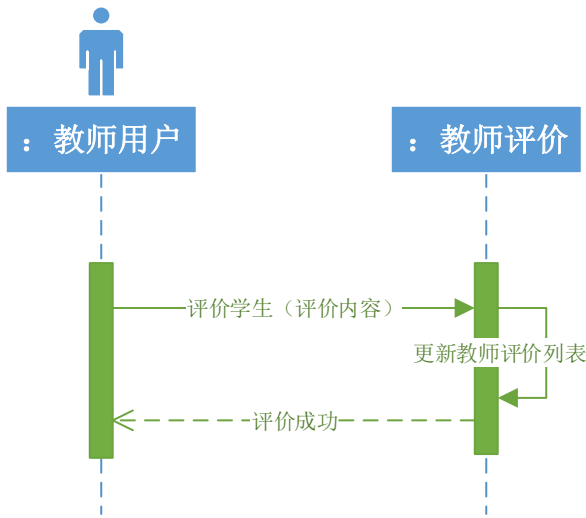 ：教师用户
：教师评价
评价学生（评价内容）
更新教师评价列表
评价成功